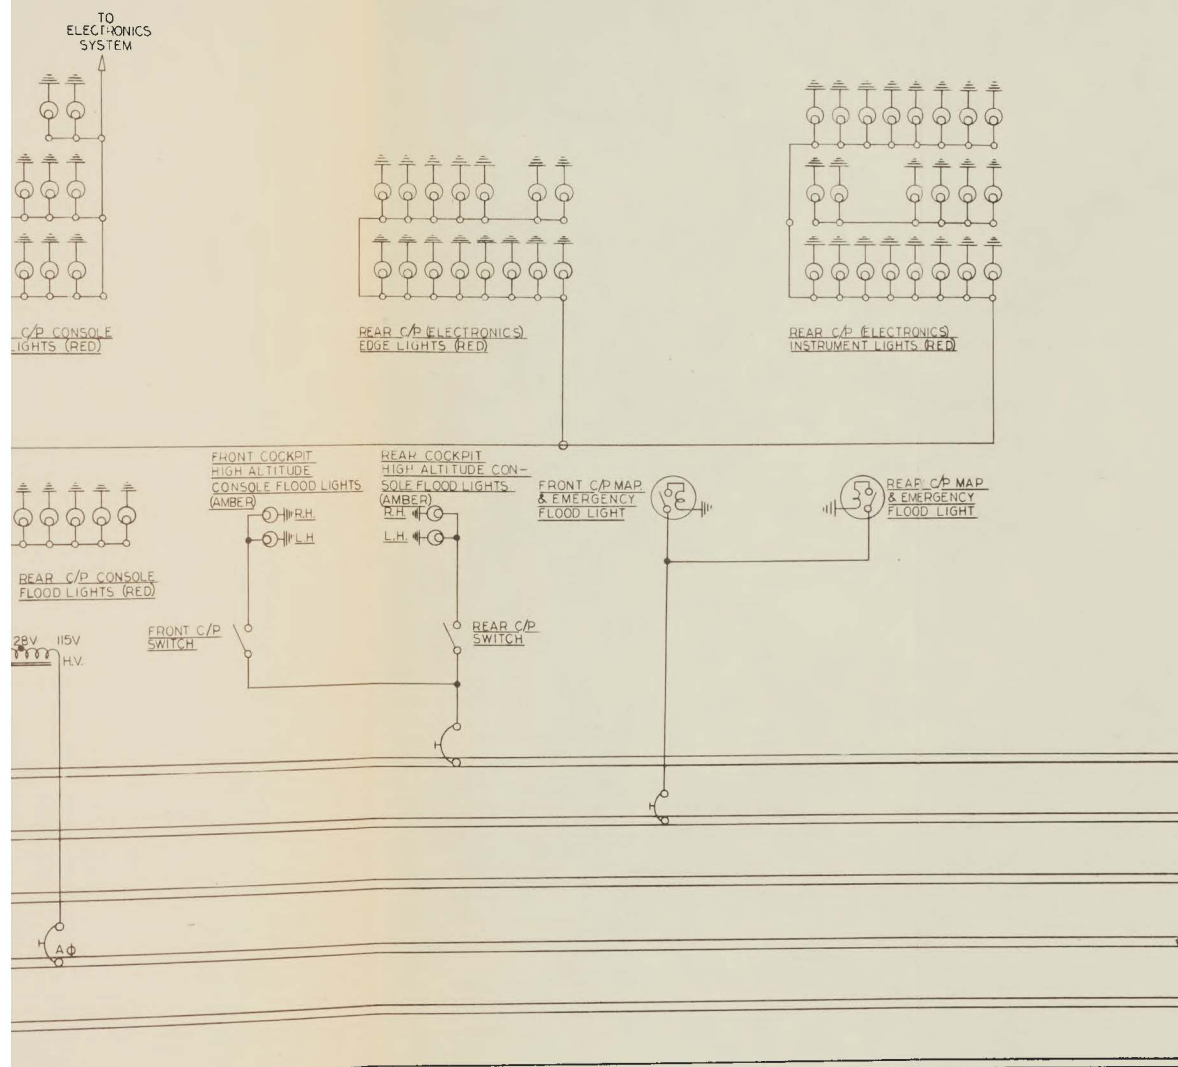 TO
ELECTRONICS
SYSTEM
C/P CONSOLE
LIGHTS (RED)
REAR C/P (ELECTRONICS)
EDGE LIGHTS (RED)
REAR C/P (ELECTRONICS)
INSTRUMENT LIGHTS (RED)
FRONT COCKPIT
HIGH ALTITUDE
CONSOLE FLOOD LIGHTS
(AMBER)
R.H.
L.H
REAR COCKPIT
HIGH ALTITUDE CON-
SOLE FLOOD LIGHTS
(AMBER)
R.H.
L.H.
FRONT C/P MAP
& EMERGENCY
FLOOD LIGHT
REAR C/P MAP
& EMERGENCY
FLOOD LIGHT
REAR C/P CONSOLE
FLOOD LIGHTS (RED)
FRONT C/P
SWITCH
REAR C/P
SWITCH
28V 115V
H.V.
A Φ